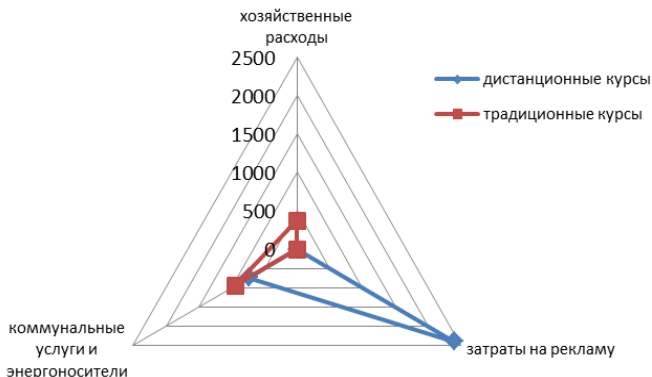 хозяйственные
расходы
2500
2000
1500
1000
500
0
дистанционные курсы
традиционные курсы
коммунальные
услуги и
энергоносители
затраты на рекламу